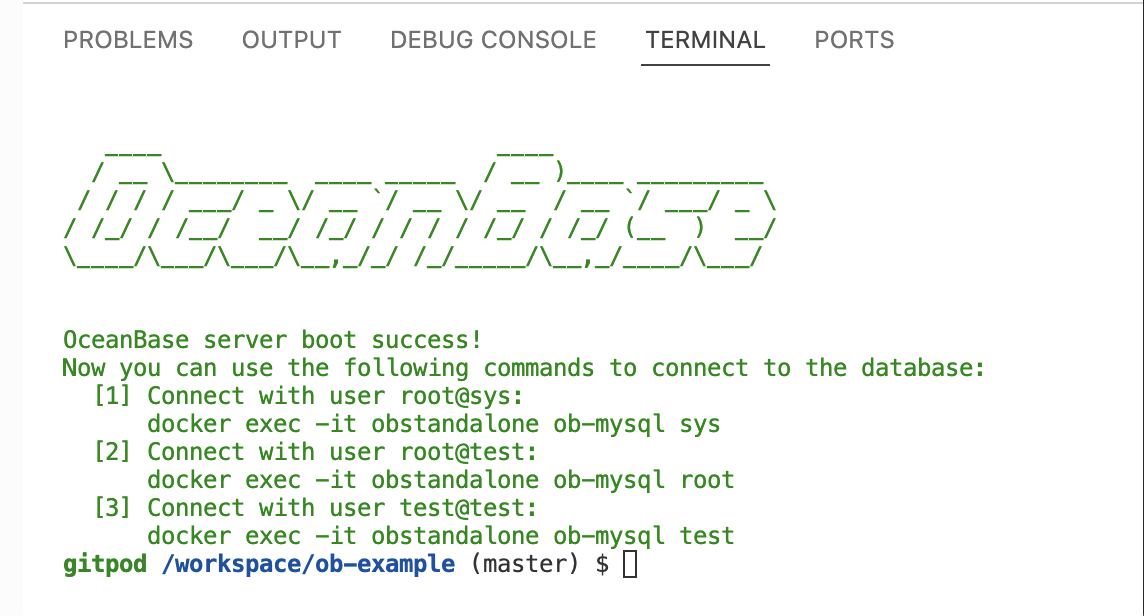 PROBLEMS OUTPUT DEBUG CONSOLE TERMINAL PORTS
OceanBase
OceanBase server boot success!
Now you can use the following commands to connect to the database:
[1] Connect with user root@sys:
docker exec -it obstandalone ob-mysql sys
[2] Connect with user root@test:
docker exec -it obstandalone ob-mysql root
[3] Connect with user test@test:
docker exec -it obstandalone ob-mysql test
gitpod /workspace/ob-example (master) $